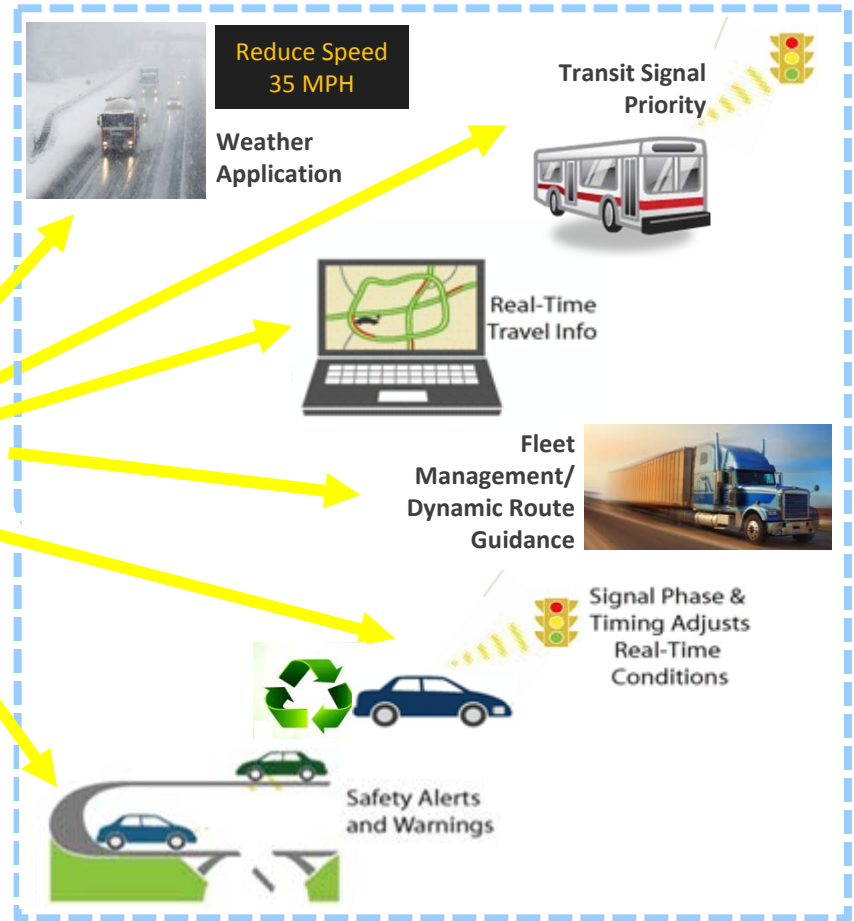 Reduce Speed
35 MPH
Weather
Application
Transit Signal
Priority
Real-Time
Travel Info
Fleet
Management/
Dynamic Route
Guidance
Signal Phase &
Timing Adjusts
Real-Time
Conditions
Safety Alerts
and Warnings